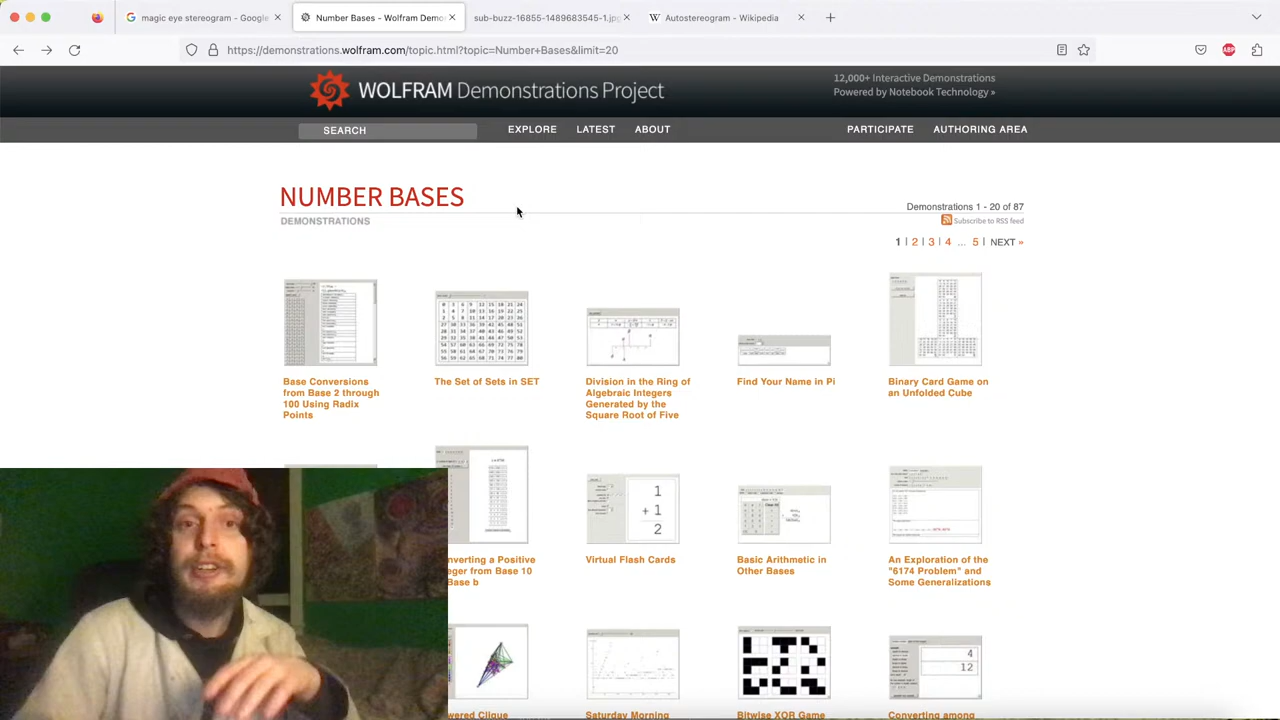 magic eye stereogram - Google
Number Bases - Wolfram Demo
sub-buzz-16855-1489683545-1.jpg
Autostereogram - Wikipedia
https://demonstrations.wolfram.com/topic.html?topic=Number+Bases&limit=20
WOLFRAM Demonstrations Project
12,000+ Interactive Demonstrations
Powered by Notebook Technology »
SEARCH
EXPLORE
LATEST
ABOUT
PARTICIPATE
AUTHORING AREA
NUMBER BASES
DEMONSTRATIONS
Demonstrations 1 - 20 of 87
Subscribe to RSS feed
1 | 2 | 3 | 4 ... 5 | NEXT »
Base Conversions
from Base 2 through
100 Using Radix
Points
The Set of Sets in SET
Division in the Ring of
Algebraic Integers
Generated by the
Square Root of Five
Find Your Name in Pi
Binary Card Game on
an Unfolded Cube
nverting a Positive
eger from Base 10
Base b
1
+ 1
2
Virtual Flash Cards
Basic Arithmetic in
Other Bases
An Exploration of the
"6174 Problem" and
Some Generalizations
wered Clique
Saturday Morning
Bitwise XOR Game
4
12
Converting among